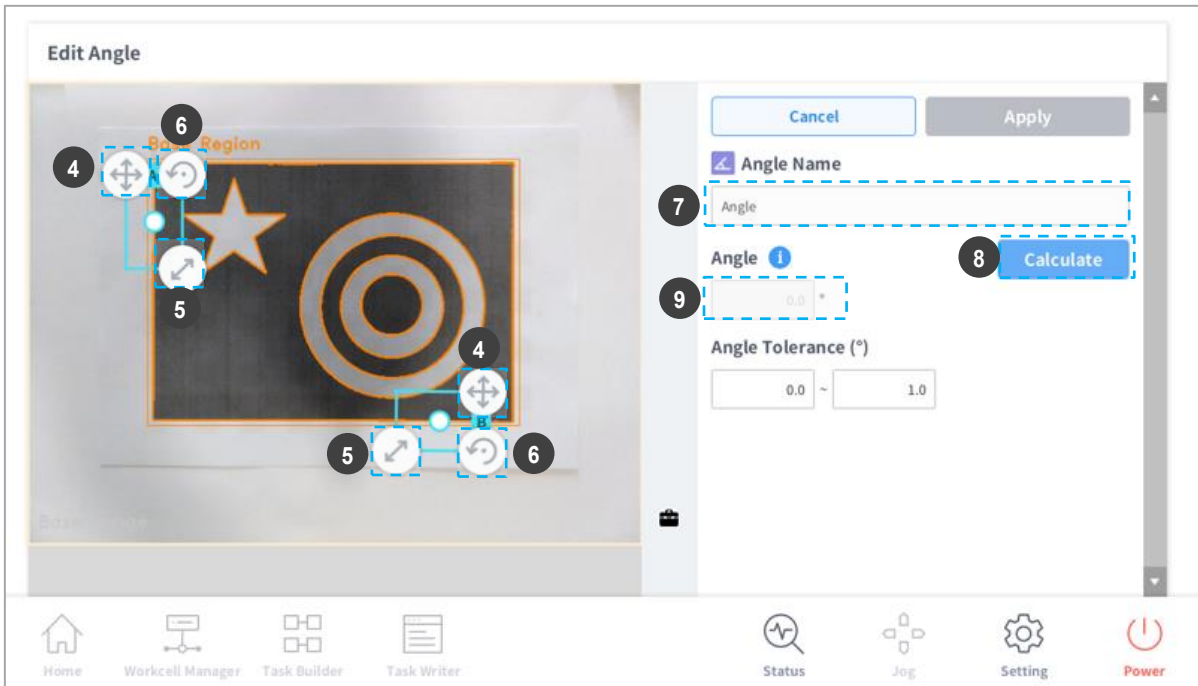 Edit Angle
Cancel
Apply
6
Base Region
4
A
Angle Name
7
Angle
Angle i
8
Calculate
9
0.0 °
5
Angle Tolerance (°)
4
0.0 ~ 1.0
B
5
6
Home
Workcell Manager
Task Builder
Task Writer
Status
Jog
Setting
Power